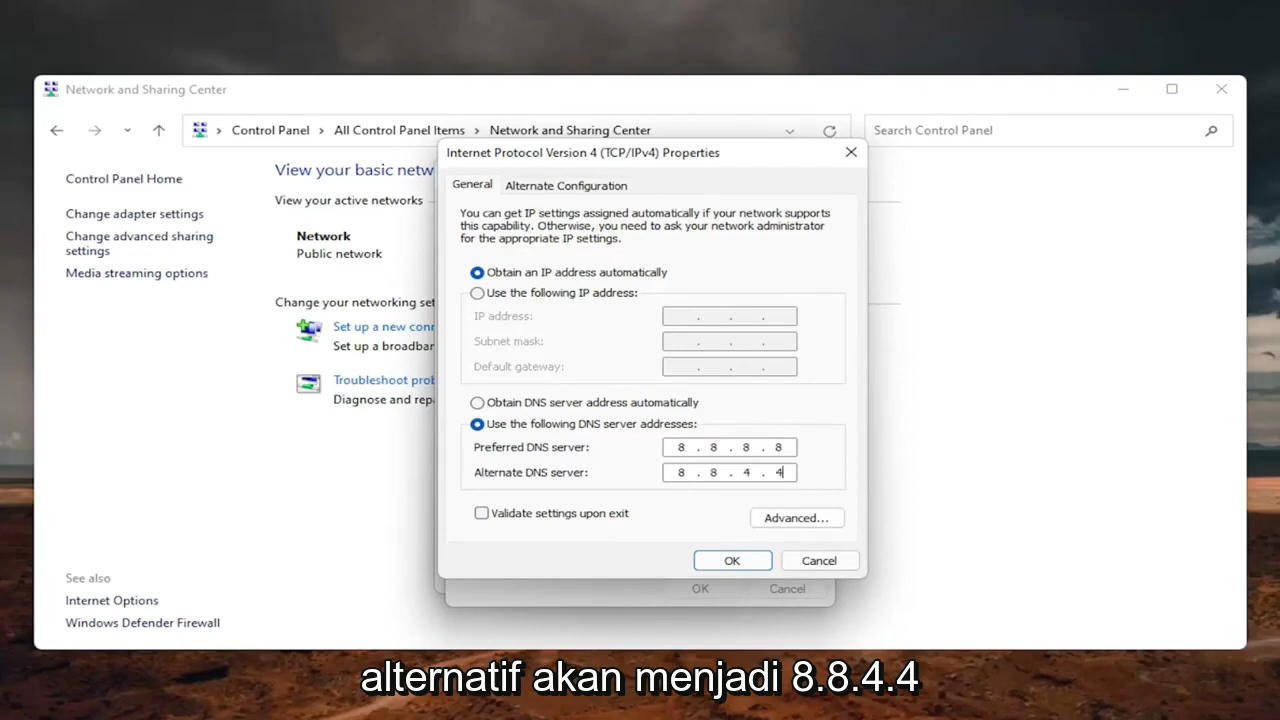 Network and Sharing Center
Control Panel > All Control Panel Items > Network and Sharing Center
Search Control Panel
Internet Protocol Version 4 (TCP/IPv4) Properties
Control Panel Home
Change adapter settings
Change advanced sharing
settings
Media streaming options
View your basic netw
View your active networks
Network
Public network
Change your networking set
Set up a new conn
Set up a broadbar
Troubleshoot prob
Diagnose and repa
General
Alternate Configuration
You can get IP settings assigned automatically if your network supports
this capability. Otherwise, you need to ask your network administrator
for the appropriate IP settings.
Obtain an IP address automatically
Use the following IP address:
IP address: . . .
Subnet mask: . . .
Default gateway: . . .
Obtain DNS server address automatically
Use the following DNS server addresses:
Preferred DNS server: 8 . 8 . 8 . 8
Alternate DNS server: 8 . 8 . 4 . 4
Validate settings upon exit
Advanced...
OK Cancel
OK Cancel
See also
Internet Options
Windows Defender Firewall
alternatif akan menjadi 8.8.4.4